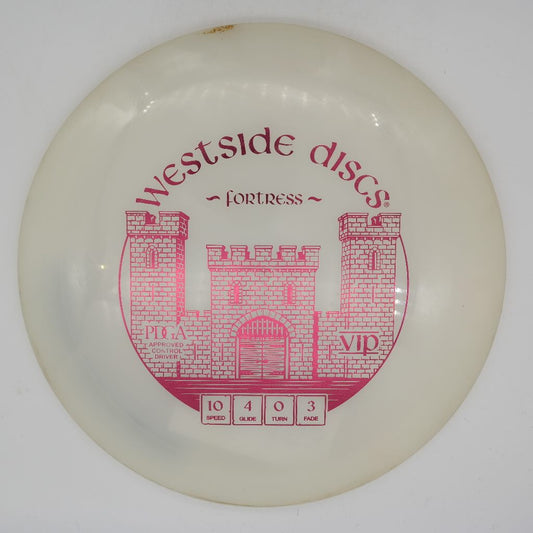 Westside Discs®
~ Fortress ~
PDGA
APPROVED
CONTROL
DRIVER
VIP
10 4 0 3
SPEED GLIDE TURN FADE